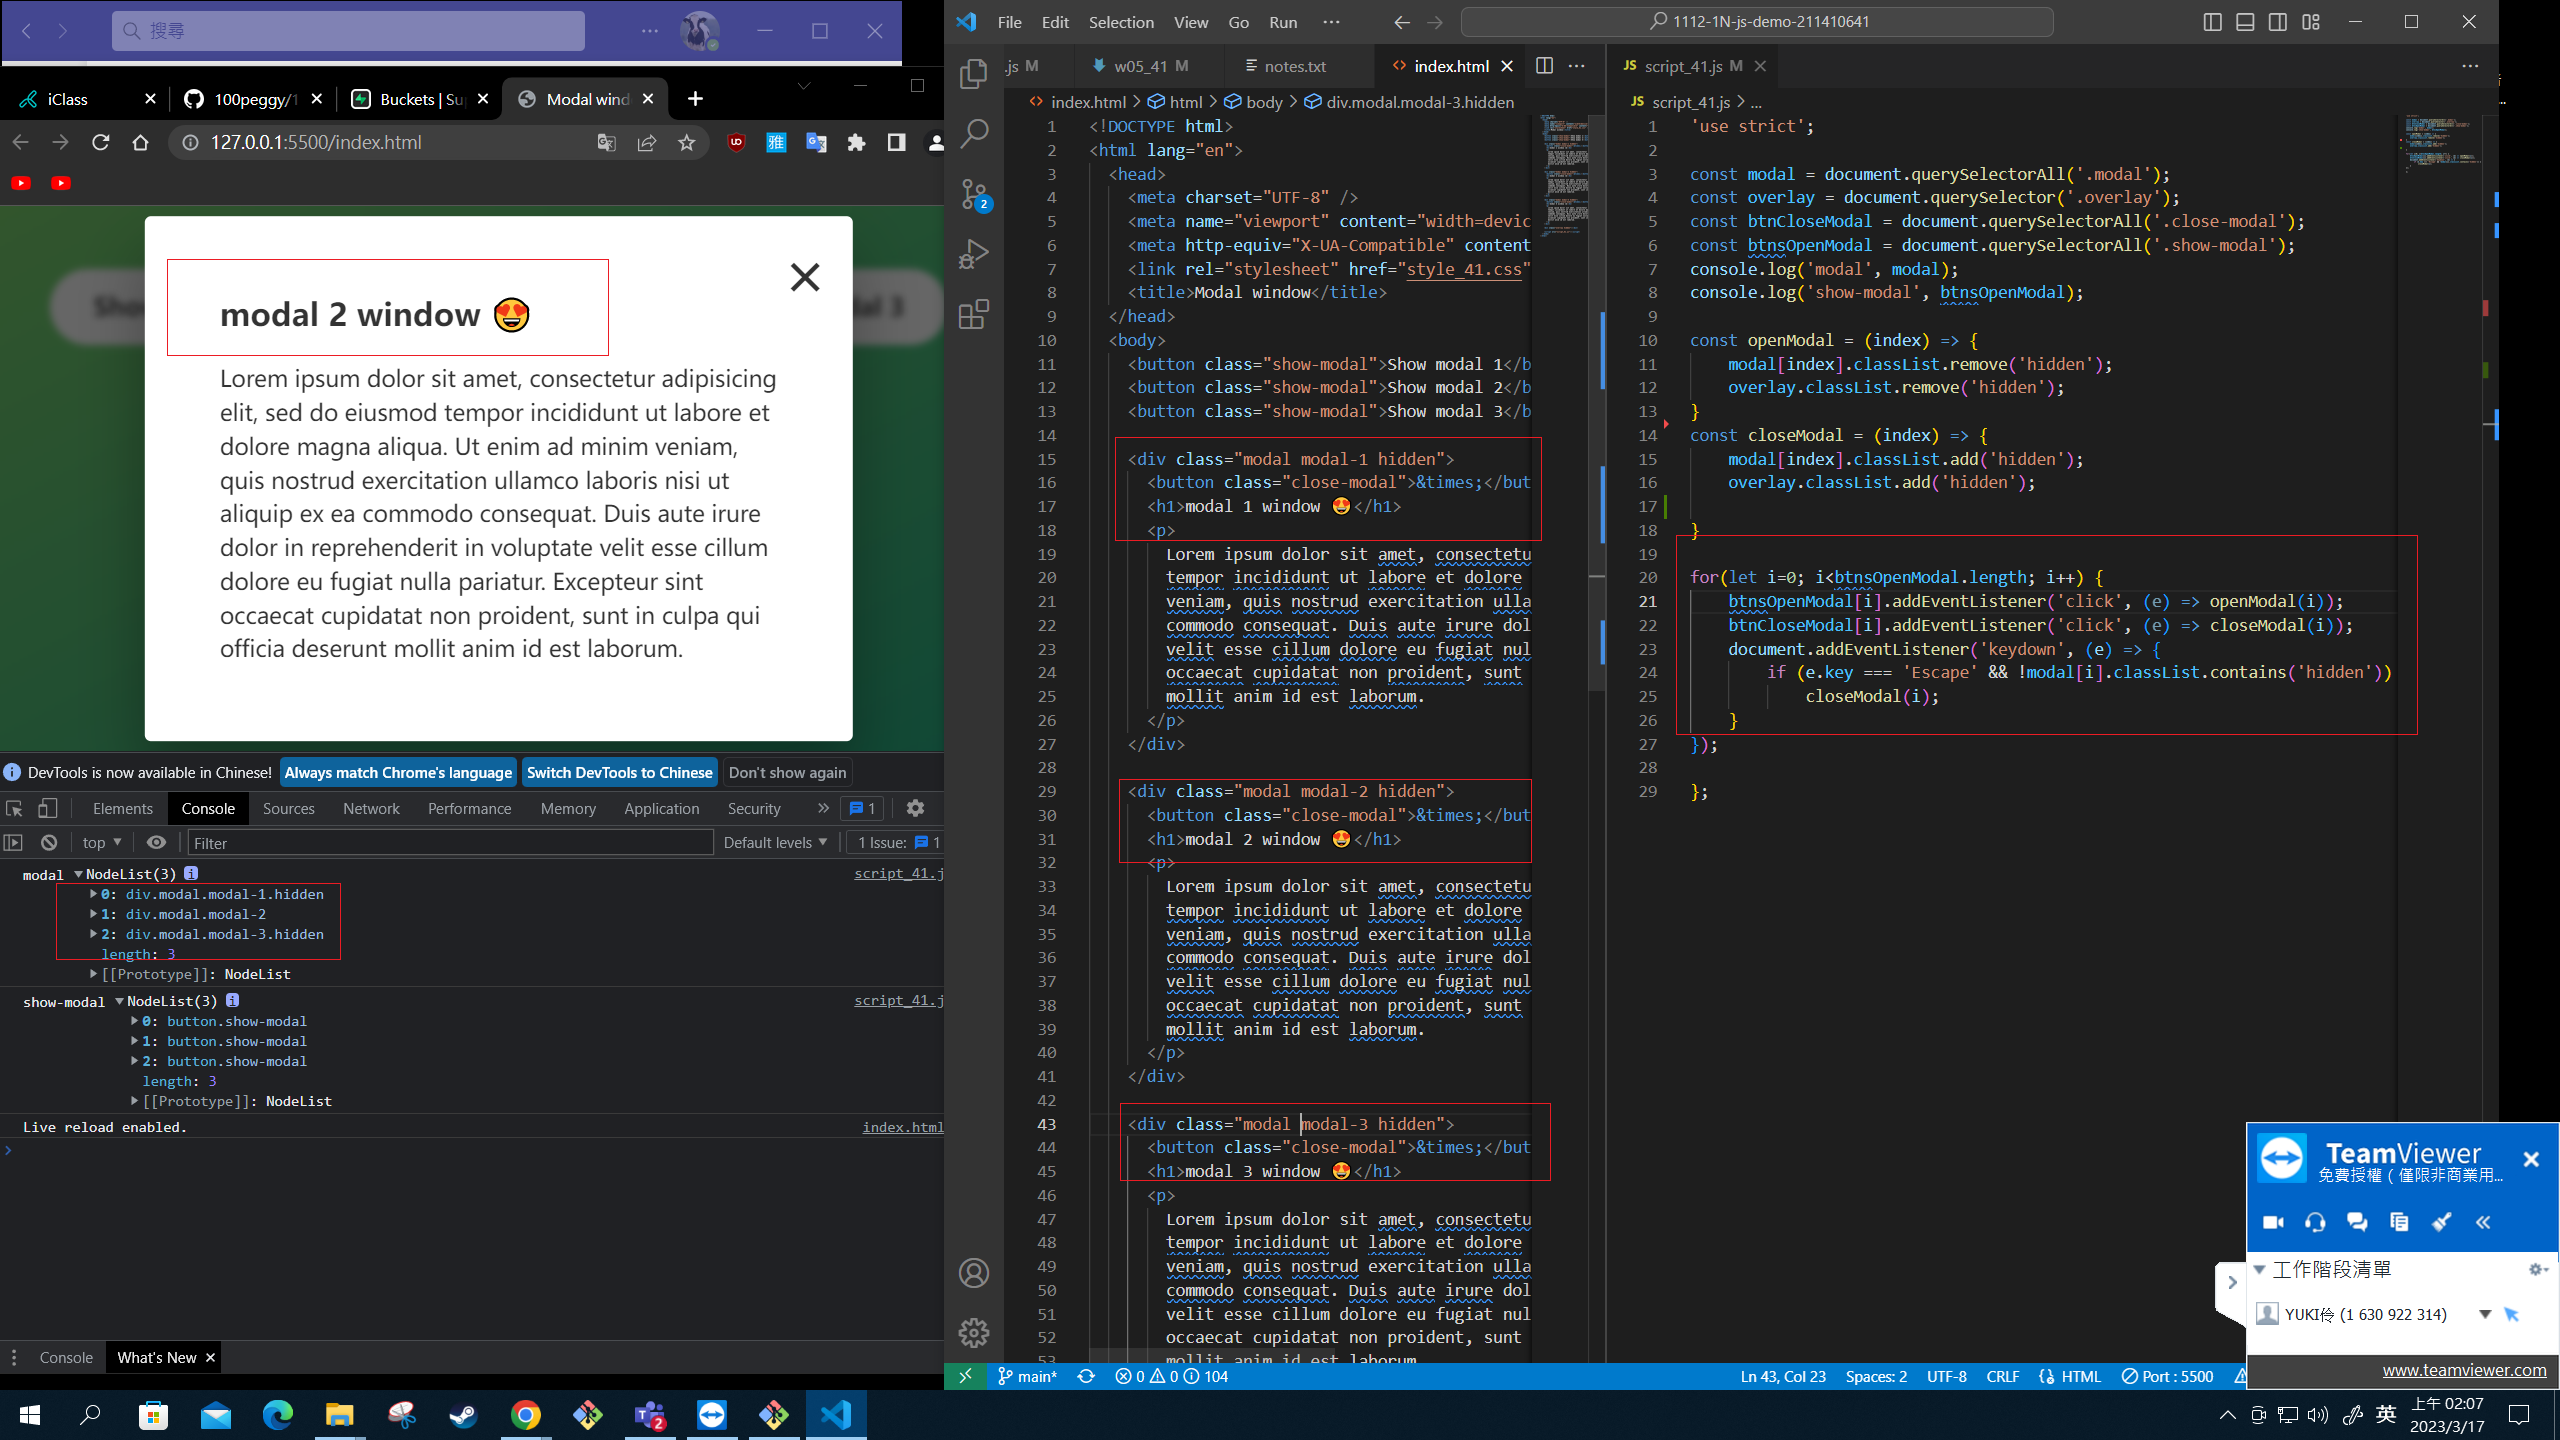 搜尋
iClass
100peggy/1
Buckets | Su
Modal wind
127.0.0.1:5500/index.html
modal 2 window 😍
Lorem ipsum dolor sit amet, consectetur adipisicing
elit, sed do eiusmod tempor incididunt ut labore et
dolore magna aliqua. Ut enim ad minim veniam,
quis nostrud exercitation ullamco laboris nisi ut
aliquip ex ea commodo consequat. Duis aute irure
dolor in reprehenderit in voluptate velit esse cillum
dolore eu fugiat nulla pariatur. Excepteur sint
occaecat cupidatat non proident, sunt in culpa qui
officia deserunt mollit anim id est laborum.
DevTools is now available in Chinese! Always match Chrome's language Switch DevTools to Chinese Don't show again
Elements Console Sources Network Performance Memory Application Security » 1
top Filter Default levels 1 Issue: 1
modal NodeList(3) script_41.j
0: div.modal.modal-1.hidden
1: div.modal.modal-2
2: div.modal.modal-3.hidden
length: 3
[[Prototype]]: NodeList
show-modal NodeList(3) script_41.j
0: button.show-modal
1: button.show-modal
2: button.show-modal
length: 3
[[Prototype]]: NodeList
Live reload enabled. index.html
Console What's New
File Edit Selection View Go Run ··· 1112-1N-js-demo-211410641
.js M w05_41 M notes.txt index.html
index.html > html > body > div.modal.modal-3.hidden
1 <!DOCTYPE html>
2 <html lang="en">
3 <head>
4 <meta charset="UTF-8" />
5 <meta name="viewport" content="width=devic
6 <meta http-equiv="X-UA-Compatible" content
7 <link rel="stylesheet" href="style_41.css"
8 <title>Modal window</title>
9 </head>
10 <body>
11 <button class="show-modal">Show modal 1</b
12 <button class="show-modal">Show modal 2</b
13 <button class="show-modal">Show modal 3</b
14
15 <div class="modal modal-1 hidden">
16 <button class="close-modal">&times;</but
17 <h1>modal 1 window 😍</h1>
18 <p>
19 Lorem ipsum dolor sit amet, consectetu
20 tempor incididunt ut labore et dolore
21 veniam, quis nostrud exercitation ulla
22 commodo consequat. Duis aute irure dol
23 velit esse cillum dolore eu fugiat nul
24 occaecat cupidatat non proident, sunt
25 mollit anim id est laborum.
26 </p>
27 </div>
28
29 <div class="modal modal-2 hidden">
30 <button class="close-modal">&times;</but
31 <h1>modal 2 window 😍</h1>
32 <p>
33 Lorem ipsum dolor sit amet, consectetu
34 tempor incididunt ut labore et dolore
35 veniam, quis nostrud exercitation ulla
36 commodo consequat. Duis aute irure dol
37 velit esse cillum dolore eu fugiat nul
38 occaecat cupidatat non proident, sunt
39 mollit anim id est laborum.
40 </p>
41 </div>
42
43 <div class="modal modal-3 hidden">
44 <button class="close-modal">&times;</but
45 <h1>modal 3 window 😍</h1>
46 <p>
47 Lorem ipsum dolor sit amet, consectetu
48 tempor incididunt ut labore et dolore
49 veniam, quis nostrud exercitation ulla
50 commodo consequat. Duis aute irure dol
51 velit esse cillum dolore eu fugiat nul
52 occaecat cupidatat non proident, sunt
53 mollit anim id est laborum
script_41.js M
script_41.js > ...
1 'use strict';
2
3 const modal = document.querySelectorAll('.modal');
4 const overlay = document.querySelector('.overlay');
5 const btnCloseModal = document.querySelectorAll('.close-modal');
6 const btnsOpenModal = document.querySelectorAll('.show-modal');
7 console.log('modal', modal);
8 console.log('show-modal', btnsOpenModal);
9
10 const openModal = (index) => {
11 modal[index].classList.remove('hidden');
12 overlay.classList.remove('hidden');
13 }
14 const closeModal = (index) => {
15 modal[index].classList.add('hidden');
16 overlay.classList.add('hidden');
17
18 }
19
20 for(let i=0; i<btnsOpenModal.length; i++) {
21 btnsOpenModal[i].addEventListener('click', (e) => openModal(i));
22 btnCloseModal[i].addEventListener('click', (e) => closeModal(i));
23 document.addEventListener('keydown', (e) => {
24 if (e.key === 'Escape' && !modal[i].classList.contains('hidden'))
25 closeModal(i);
26 }
27 });
28
29 };
main* 0 0 104 Ln 43, Col 23 Spaces: 2 UTF-8 CRLF HTML Port : 5500
TeamViewer
免費授權 ( 僅限非商業用...
工作階段清單
YUKI伶 (1 630 922 314)
www.teamviewer.com
英
上午 02:07
2023/3/17